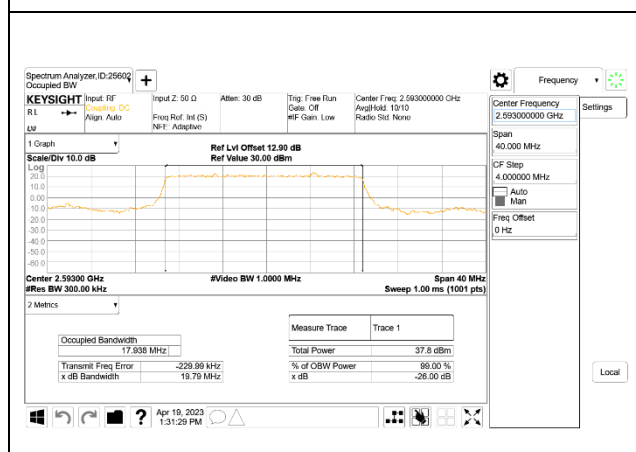 Spectrum Analyzer,ID:25602
Occupied BW
Frequency
KEYSIGHT
Input: RF
Coupling: DC
Align: Auto
Input Z: 50 Ω
Freq Ref: Int (S)
NFE: Adaptive
Atten: 30 dB
Trig: Free Run
Gate: Off
#IF Gain: Low
Center Freq: 2.593000000 GHz
Avg|Hold: 10/10
Radio Std: None
RL
Center Frequency
2.593000000 GHz
Settings
Span
40.000 MHz
CF Step
4.000000 MHz
Auto
Man
Freq Offset
0 Hz
1 Graph
Scale/Div 10.0 dB
Ref Lvl Offset 12.90 dB
Ref Value 30.00 dBm
Log
20.0
10.0
0.00
-10.0
-20.0
-30.0
-40.0
-50.0
-60.0
Center 2.59300 GHz
#Video BW 1.0000 MHz
Span 40 MHz
#Res BW 300.00 kHz
Sweep 1.00 ms (1001 pts)
2 Metrics
Measure Trace
Trace 1
Occupied Bandwidth
17.938 MHz
Total Power
37.8 dBm
Transmit Freq Error
-229.99 kHz
% of OBW Power
99.00 %
x dB Bandwidth
19.79 MHz
x dB
-26.00 dB
Local
Apr 19, 2023
1:31:29 PM